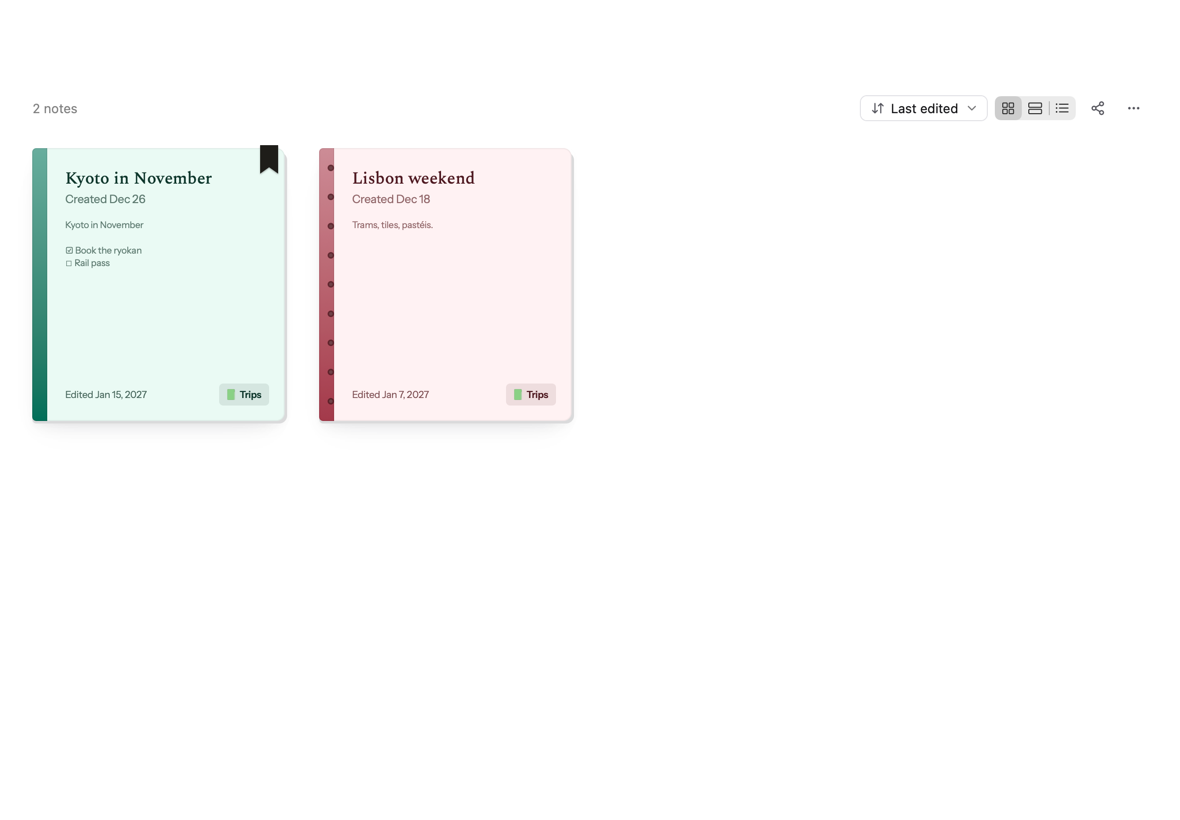 2 notes
Last edited
Kyoto in November
Created Dec 26
Kyoto in November
☑ Book the ryokan
☐ Rail pass
Edited Jan 15, 2027
Trips
Lisbon weekend
Created Dec 18
Trams, tiles, pastéis.
Edited Jan 7, 2027
Trips